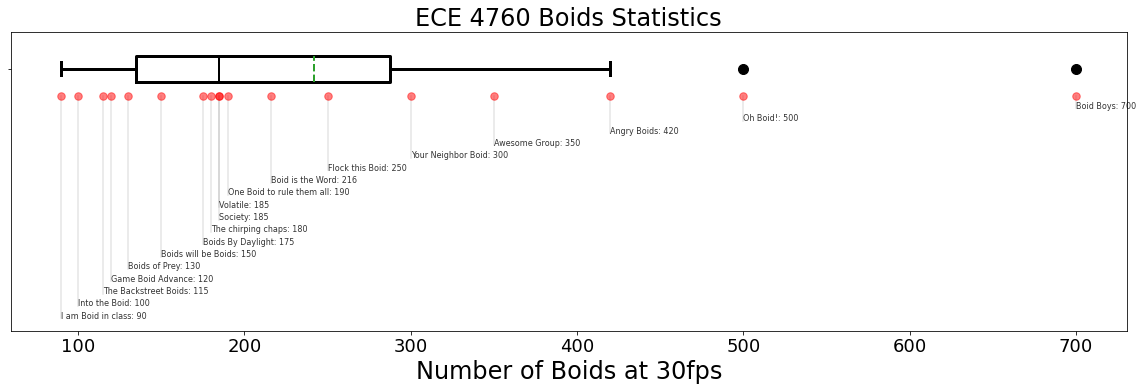 ECE 4760 Boids Statistics
Boid Boys: 700
Oh Boid!: 500
Angry Boids: 420
Awesome Group: 350
Your Neighbor Boid: 300
Flock this Boid: 250
Boid is the Word: 216
One Boid to rule them all: 190
Volatile: 185
Society: 185
The chirping chaps: 180
Boids By Daylight: 175
Boids will be Boids: 150
Boids of Prey: 130
Game Boid Advance: 120
The Backstreet Boids: 115
Into the Boid: 100
I am Boid in class: 90
100 200 300 400 500 600 700
Number of Boids at 30fps